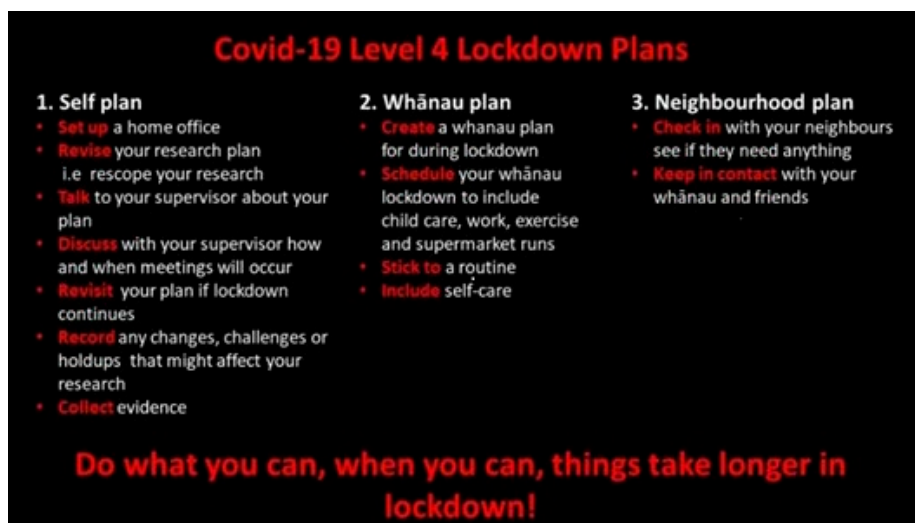 Covid-19 Level 4 Lockdown Plans
1. Self plan
• Set up a home office
• Revise your research plan
i.e rescope your research
• Talk to your supervisor about your
plan
• Discuss with your supervisor how
and when meetings will occur
• Revisit your plan if lockdown
continues
• Record any changes, challenges or
holdups that might affect your
research
• Collect evidence
2. Whānau plan
• Create a whanau plan
for during lockdown
• Schedule your whānau
lockdown to include
child care, work, exercise
and supermarket runs
• Stick to a routine
• Include self-care
3. Neighbourhood plan
• Check in with your neighbours
see if they need anything
• Keep in contact with your
whānau and friends
Do what you can, when you can, things take longer in
lockdown!